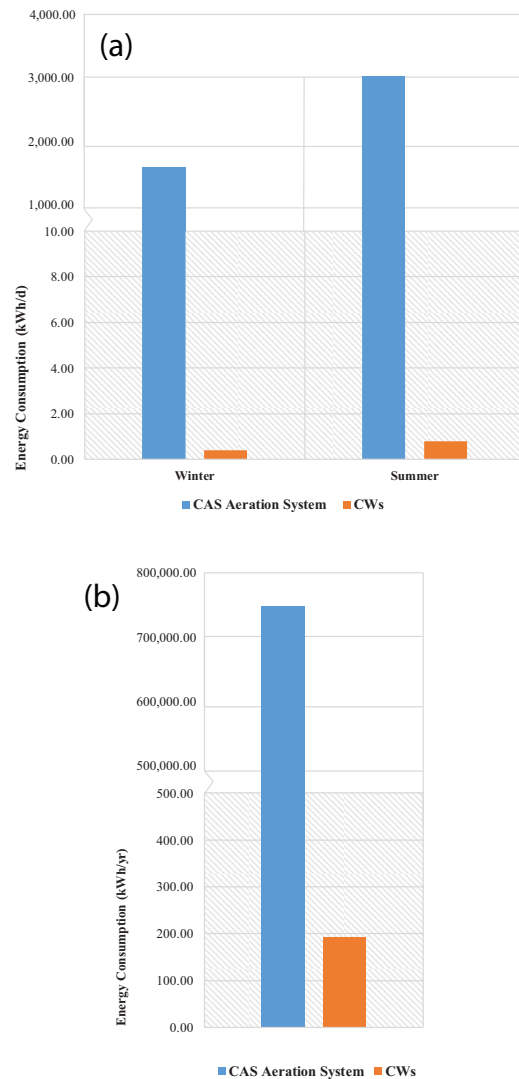 (a)
4,000.00
3,000.00
2,000.00
1,000.00
10.00
8.00
6.00
4.00
2.00
0.00
Energy Consumption (kWh/d)
Winter Summer
CAS Aeration System CWs
(b)
800,000.00
700,000.00
600,000.00
500,000.00
500.00
400.00
300.00
200.00
100.00
0.00
Energy Consumption (kWh/yr)
CAS Aeration System CWs